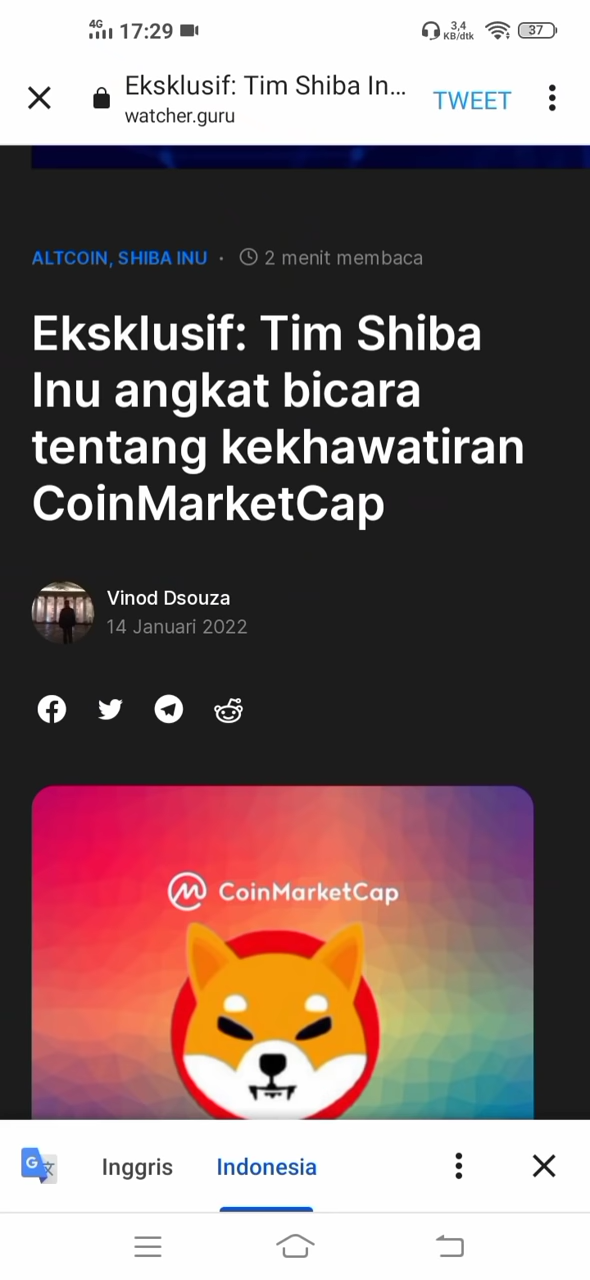 4G 17:29 3,4 KB/dtk 37
Eksklusif: Tim Shiba In...
watcher.guru
TWEET
ALTCOIN, SHIBA INU · 2 menit membaca
Eksklusif: Tim Shiba
Inu angkat bicara
tentang kekhawatiran
CoinMarketCap
Vinod Dsouza
14 Januari 2022
CoinMarketCap
G 文 Inggris Indonesia